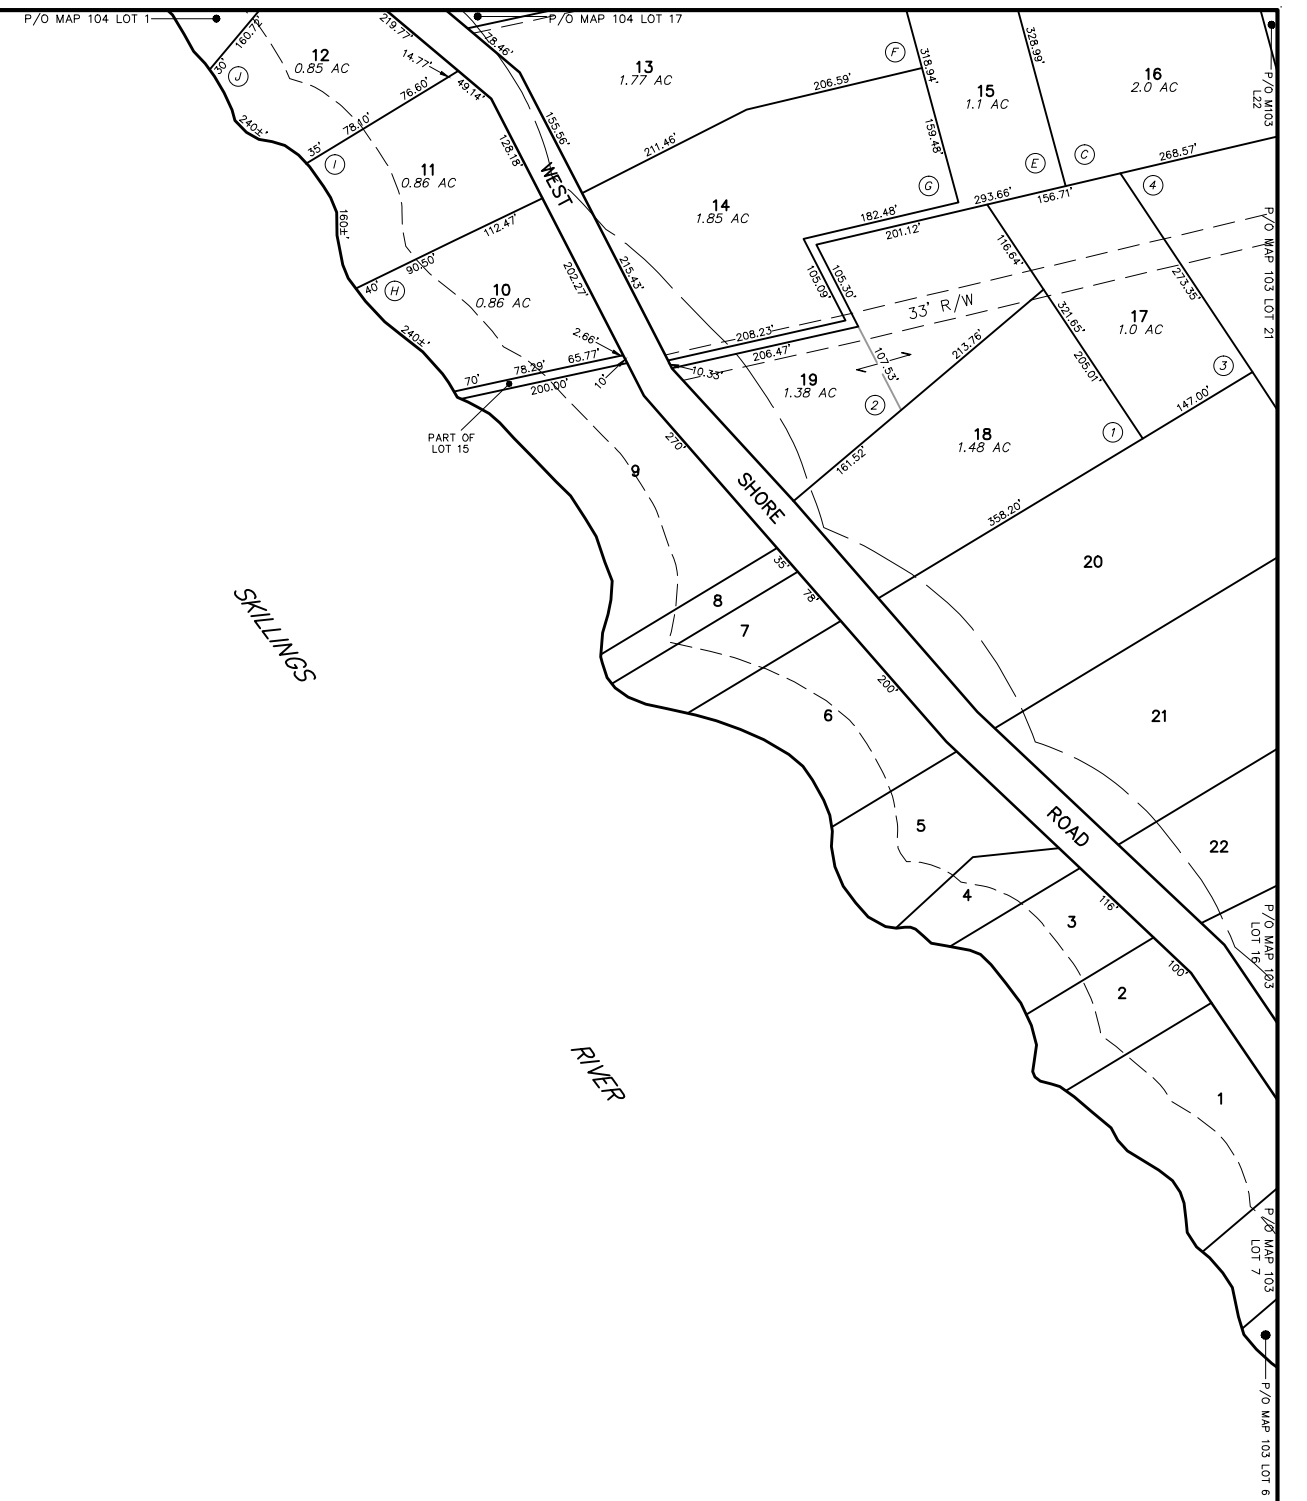 P/O MAP 104 LOT 1
P/O MAP 104 LOT 17
160.72'
30'
J
12
0.85 AC
219.77'
14.77'
76.60'
78.10'
35'
I
240±'
49.14'
78.46'
13
1.77 AC
206.59'
F
318.94'
15
1.1 AC
328.99'
16
2.0 AC
P/O M103
L22
11
0.86 AC
128.18'
155.56'
211.46'
159.48'
G
E
C
268.57'
4
160±'
112.47'
90.50'
40'
H
WEST
14
1.85 AC
182.48'
201.12'
293.66'
156.71'
P/O MAP 103 LOT 21
10
0.86 AC
202.27'
215.43'
105.09'
105.30'
116.64'
273.35'
33' R/W
240±'
2.66'
65.77'
78.29'
70'
200.00'
10'
208.23'
206.47'
10.33'
107.53'
213.76'
321.65'
205.01'
17
1.0 AC
3
19
1.38 AC
2
147.00'
1
PART OF
LOT 15
18
1.48 AC
161.52'
9
270'
SHORE
358.20'
20
35'
8
78'
7
SKILLINGS
200'
6
21
5
ROAD
22
4
116'
3
P/O MAP 103
LOT 16
100'
2
RIVER
1
P/O MAP 103
LOT 7
P/O MAP 103 LOT 6